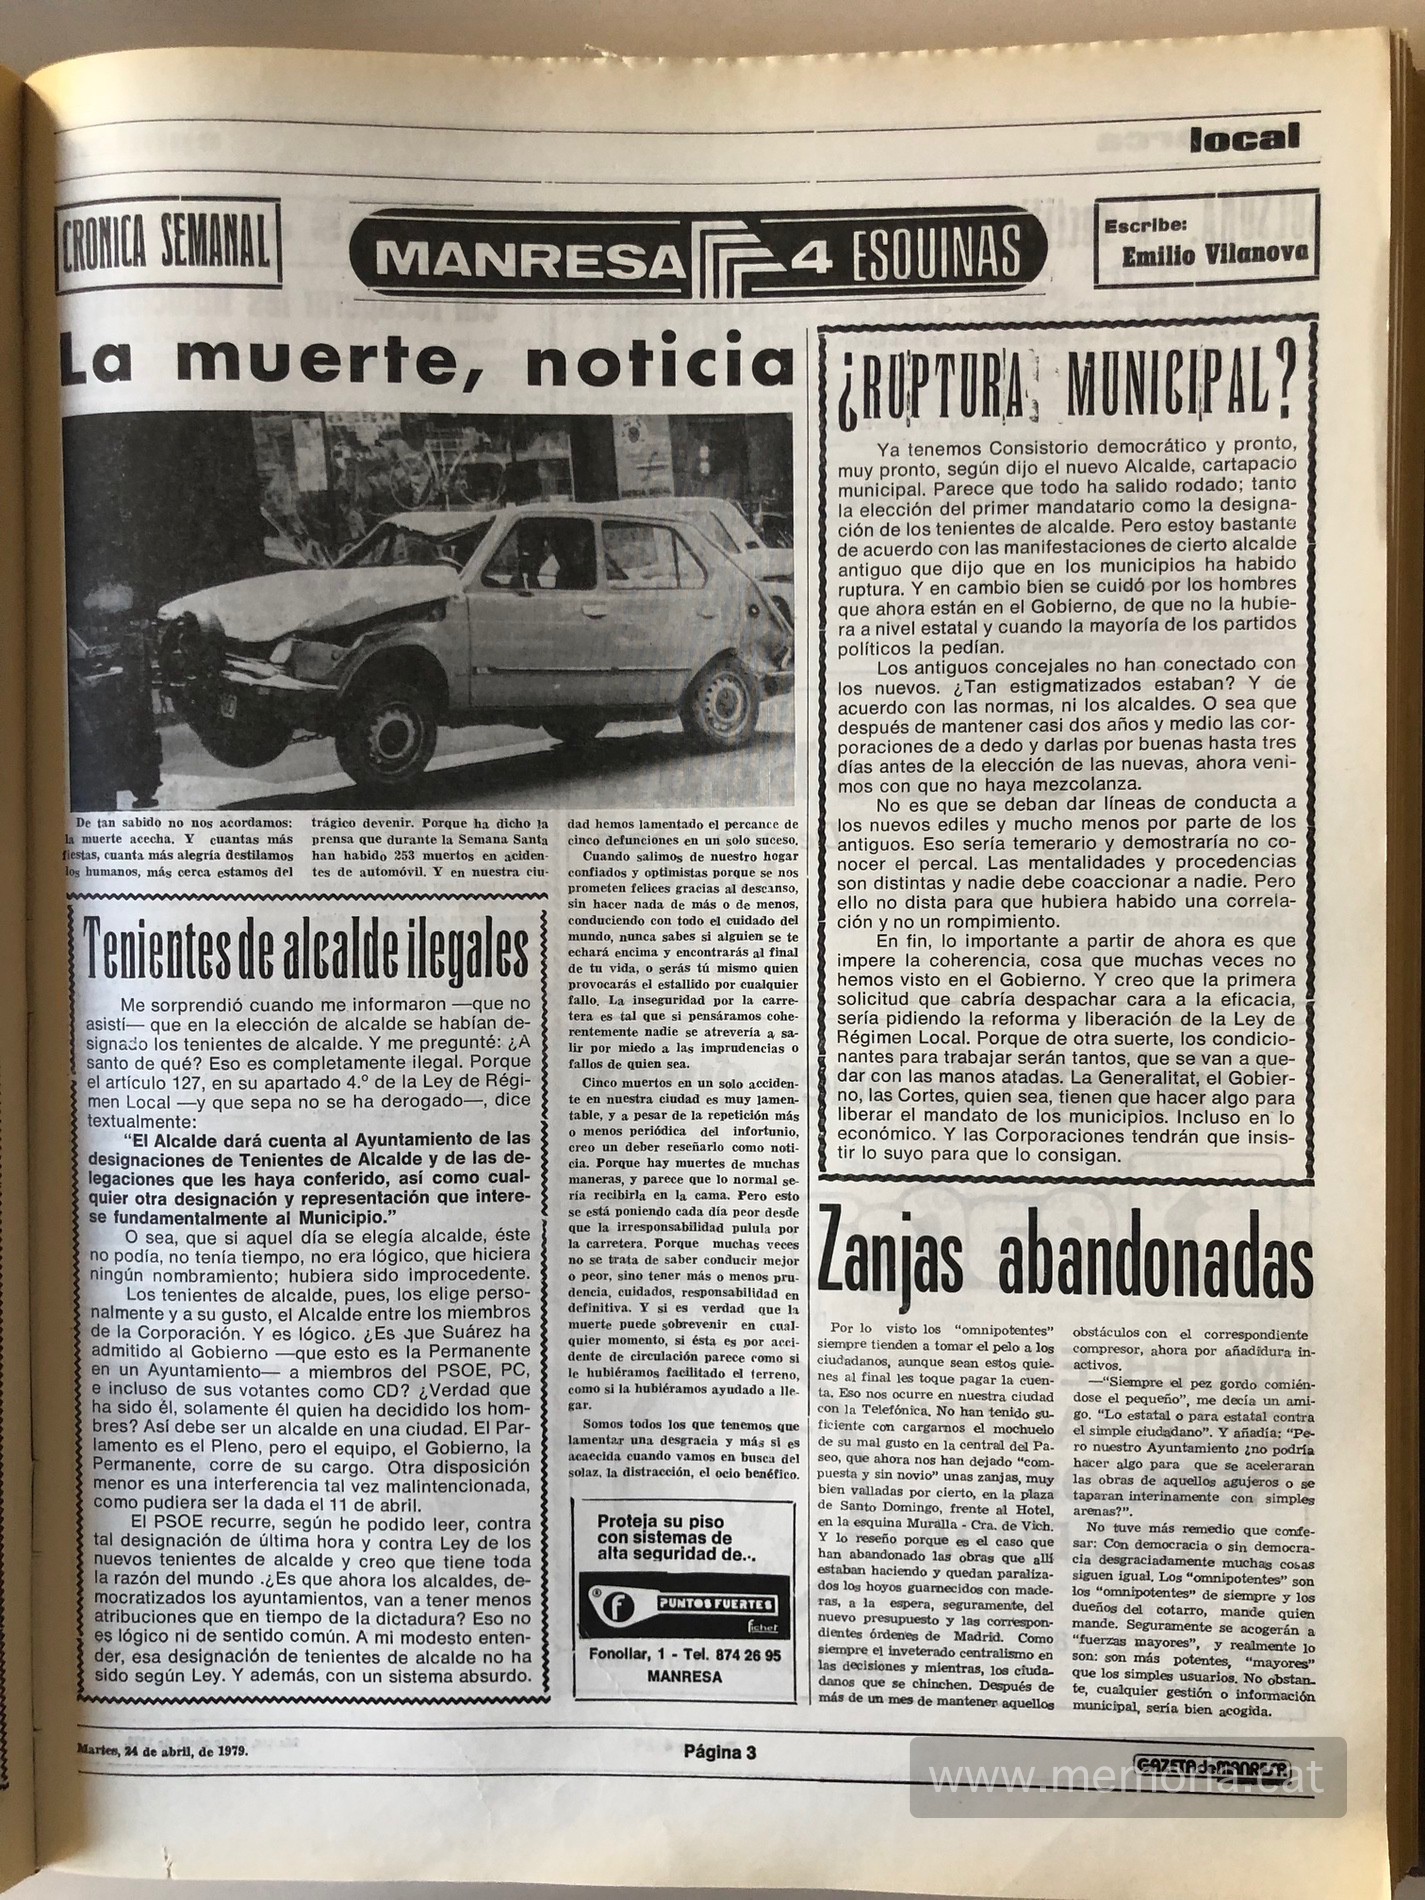 local
CRONICA SEMANAL
MANRESA 4 ESQUINAS
Escribe:
Emilio Vilanova
La muerte, noticia
De tan sabido no nos acordamos:
la muerte acecha. Y cuantas más
fiestas, cuanta más alegría destilamos
los humanos, más cerca estamos del
trágico devenir. Porque ha dicho la
prensa que durante la Semana Santa
han habido 253 muertos en aciden-
tes de automóvil. Y en nuestra ciu-
dad hemos lamentado el percance de
cinco defunciones en un solo suceso.
Cuando salimos de nuestro hogar
confiados y optimistas porque se nos
prometen felices gracias al descanso,
sin hacer nada de más o de menos,
conduciendo con todo el cuidado del
mundo, nunca sabes si alguien se te
echará encima y encontrarás al final
de tu vida, o serás tú mismo quien
provocarás el estallido por cualquier
fallo. La inseguridad por la carre-
tera es tal que si pensáramos cohe-
rentemente nadie se atrevería a sa-
lir por miedo a las imprudencias o
fallos de quien sea.
Cinco muertos en un solo acciden-
te en nuestra ciudad es muy lamen-
table, y a pesar de la repetición más
o menos periódica del infortunio,
creo un deber reseñarlo como noti-
cia. Porque hay muertes de muchas
maneras, y parece que lo normal se-
ría recibirla en la cama. Pero esto
se está poniendo cada día peor desde
que la irresponsabilidad pulula por
la carretera. Porque muchas veces
no se trata de saber conducir mejor
o peor, sino tener más o menos pru-
dencia, cuidados, responsabilidad en
definitiva. Y si es verdad que la
muerte puede sobrevenir en cual-
quier momento, si ésta es por acci-
dente de circulación parece como si
le hubiéramos facilitado el terreno,
como si la hubiéramos ayudado a lle-
gar.
Somos todos los que tenemos que
lamentar una desgracia y más si es
acaecida cuando vamos en busca del
solaz, la distracción, el ocio benéfico.
Tenientes de alcalde ilegales
Me sorprendió cuando me informaron —que no
asistí— que en la elección de alcalde se habían de-
signado los tenientes de alcalde. Y me pregunté: ¿A
santo de qué? Eso es completamente ilegal. Porque
el artículo 127, en su apartado 4.º de la Ley de Régi-
men Local —y que sepa no se ha derogado—, dice
textualmente:
"El Alcalde dará cuenta al Ayuntamiento de las
designaciones de Tenientes de Alcalde y de las de-
legaciones que les haya conferido, así como cual-
quier otra designación y representación que intere-
se fundamentalmente al Municipio."
O sea, que si aquel día se elegía alcalde, éste
no podía, no tenía tiempo, no era lógico, que hiciera
ningún nombramiento; hubiera sido improcedente.
Los tenientes de alcalde, pues, los elige perso-
nalmente y a su gusto, el Alcalde entre los miembros
de la Corporación. Y es lógico. ¿Es que Suárez ha
admitido al Gobierno —que esto es la Permanente
en un Ayuntamiento— a miembros del PSOE, PC,
e incluso de sus votantes como CD? ¿Verdad que
ha sido él, solamente él quien ha decidido los hom-
bres? Así debe ser un alcalde en una ciudad. El Par-
lamento es el Pleno, pero el equipo, el Gobierno, la
Permanente, corre de su cargo. Otra disposición
menor es una interferencia tal vez malintencionada,
como pudiera ser la dada el 11 de abril.
El PSOE recurre, según he podido leer, contra
tal designación de última hora y contra Ley de los
nuevos tenientes de alcalde y creo que tiene toda
la razón del mundo .¿Es que ahora los alcaldes, de-
mocratizados los ayuntamientos, van a tener menos
atribuciones que en tiempo de la dictadura? Eso no
es lógico ni de sentido común. A mi modesto enten-
der, esa designación de tenientes de alcalde no ha
sido según Ley. Y además, con un sistema absurdo.
Proteja su piso
con sistemas de
alta seguridad de...
® f PUNTOS FUERTES
fichet
Fonollar, 1 - Tel. 874 26 95
MANRESA
¿RUPTURA MUNICIPAL?
Ya tenemos Consistorio democrático y pronto,
muy pronto, según dijo el nuevo Alcalde, cartapacio
municipal. Parece que todo ha salido rodado; tanto
la elección del primer mandatario como la designa-
ción de los tenientes de alcalde. Pero estoy bastante
de acuerdo con las manifestaciones de cierto alcalde
antiguo que dijo que en los municipios ha habido
ruptura. Y en cambio bien se cuidó por los hombres
que ahora están en el Gobierno, de que no la hubie-
ra a nivel estatal y cuando la mayoría de los partidos
políticos la pedían.
Los antiguos concejales no han conectado con
los nuevos. ¿Tan estigmatizados estaban? Y de
acuerdo con las normas, ni los alcaldes. O sea que
después de mantener casi dos años y medio las cor-
poraciones de a dedo y darlas por buenas hasta tres
días antes de la elección de las nuevas, ahora veni-
mos con que no haya mezcolanza.
No es que se deban dar líneas de conducta a
los nuevos ediles y mucho menos por parte de los
antiguos. Eso sería temerario y demostraría no co-
nocer el percal. Las mentalidades y procedencias
son distintas y nadie debe coaccionar a nadie. Pero
ello no dista para que hubiera habido una correla-
ción y no un rompimiento.
En fin, lo importante a partir de ahora es que
impere la coherencia, cosa que muchas veces no
hemos visto en el Gobierno. Y creo que la primera
solicitud que cabría despachar cara a la eficacia,
sería pidiendo la reforma y liberación de la Ley de
Régimen Local. Porque de otra suerte, los condicio-
nantes para trabajar serán tantos, que se van a que-
dar con las manos atadas. La Generalitat, el Gobier-
no, las Cortes, quien sea, tienen que hacer algo para
liberar el mandato de los municipios. Incluso en lo
económico. Y las Corporaciones tendrán que insis-
tir lo suyo para que lo consigan.
Zanjas abandonadas
Por lo visto los "omnipotentes"
siempre tienden a tomar el pelo a los
ciudadanos, aunque sean estos quie-
nes al final les toque pagar la cuen-
ta. Eso nos ocurre en nuestra ciudad
con la Telefónica. No han tenido su-
ficiente con cargarnos el mochuelo
de su mal gusto en la central del Pa-
seo, que ahora nos han dejado "com-
puesta y sin novio" unas zanjas, muy
bien valladas por cierto, en la plaza
de Santo Domingo, frente al Hotel,
en la esquina Muralla - Cra. de Vich.
Y lo reseño porque es el caso que
han abandonado las obras que allí
estaban haciendo y quedan paraliza-
dos los hoyos guarnecidos con made-
ras, a la espera, seguramente, del
nuevo presupuesto y las correspon-
dientes órdenes de Madrid. Como
siempre el inveterado centralismo en
las decisiones y mientras, los ciuda-
danos que se chinchen. Después de
más de un mes de mantener aquellos
obstáculos con el correspondiente
compresor, ahora por añadidura in-
activos.
—"Siempre el pez gordo comién-
dose el pequeño", me decía un ami-
go. "Lo estatal o para estatal contra
el simple ciudadano". Y añadía: "Pe-
ro nuestro Ayuntamiento ¿no podría
hacer algo para que se aceleraran
las obras de aquellos agujeros o se
taparan interinamente con simples
arenas?".
No tuve más remedio que confe-
sar: Con democracia o sin democra-
cia desgraciadamente muchas cosas
siguen igual. Los "omnipotentes" son
los "omnipotentes" de siempre y los
dueños del cotarro, mande quien
mande. Seguramente se acogerán a
"fuerzas mayores", y realmente lo
son: son más potentes, "mayores"
que los simples usuarios. No obstan-
te, cualquier gestión o información
municipal, sería bien acogida.
Martes, 24 de abril, de 1979.
Página 3
GAZETA de MANRESA
www.memoria.cat